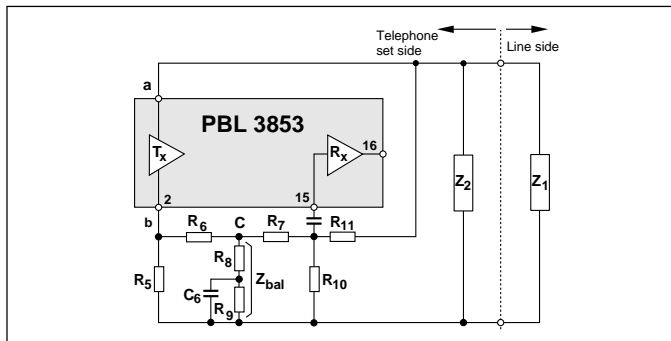 Telephone set side
Line side
a
PBL 3853
Tx
Rx
16
2
15
b
R6
C
R7
R11
Z2
Z1
R8
R5
Zbal
R10
C6
R9